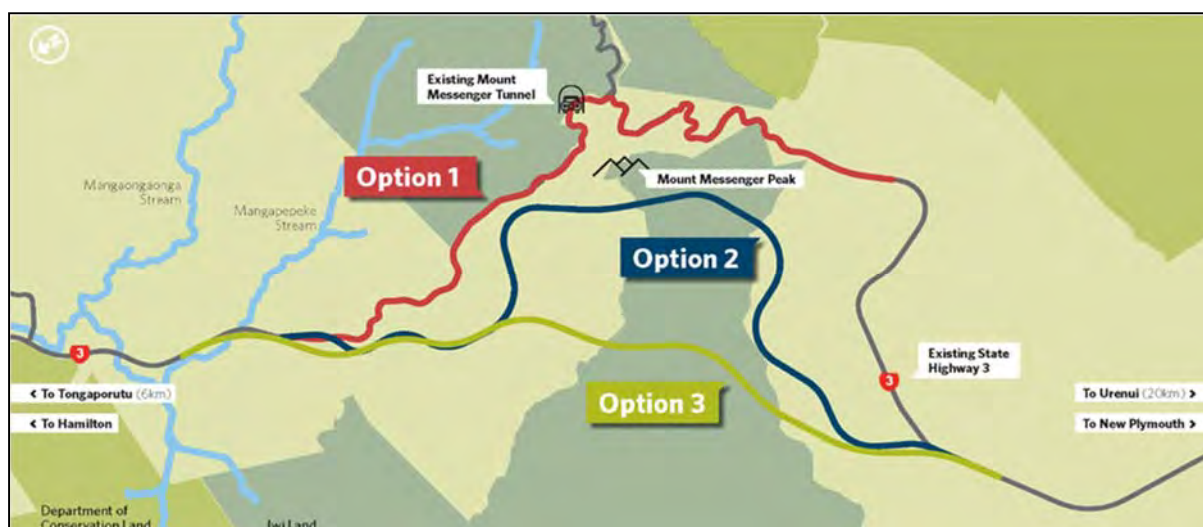 Existing Mount
Messenger Tunnel
Option 1
Mount Messenger Peak
Mangaongaonga
Stream
Mangapepeke
Stream
Option 2
3
Existing State
Highway 3
3
< To Tongaporutu (6km)
< To Hamilton
Option 3
To Urenui (20km) >
To New Plymouth >
Department of
Conservation Land
Iwi Land